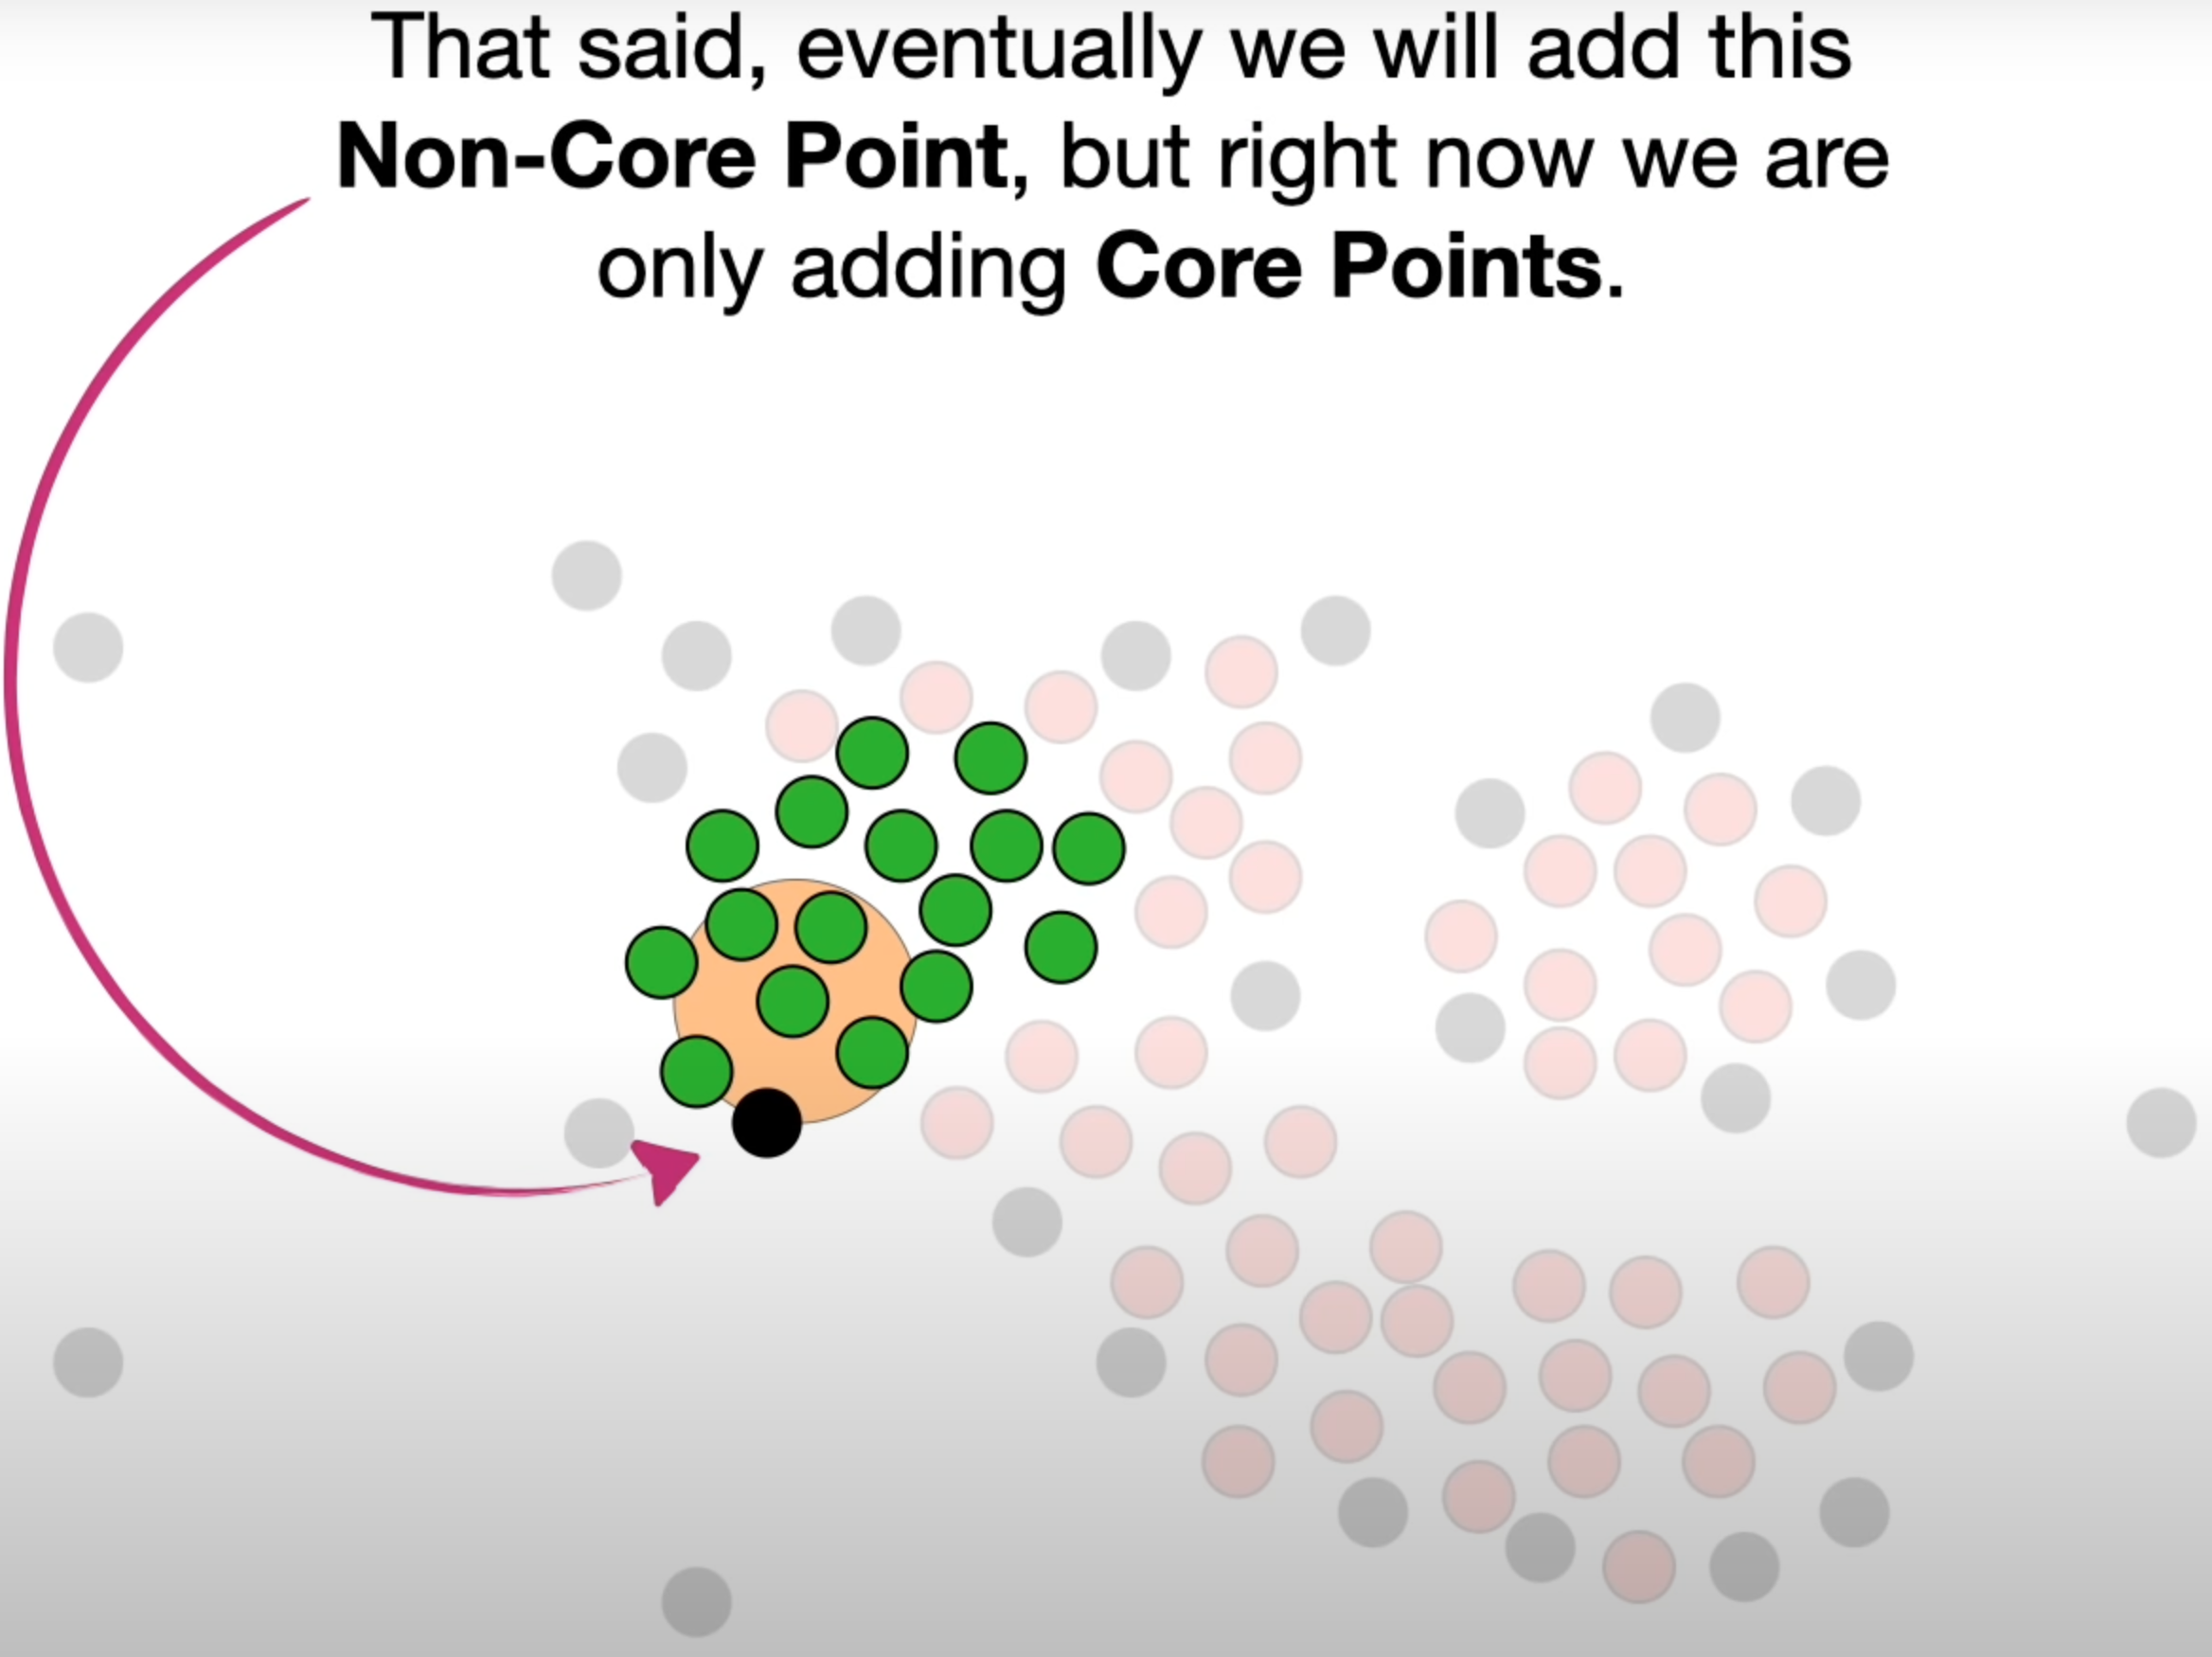 That said, eventually we will add this
Non-Core Point, but right now we are
only adding Core Points.